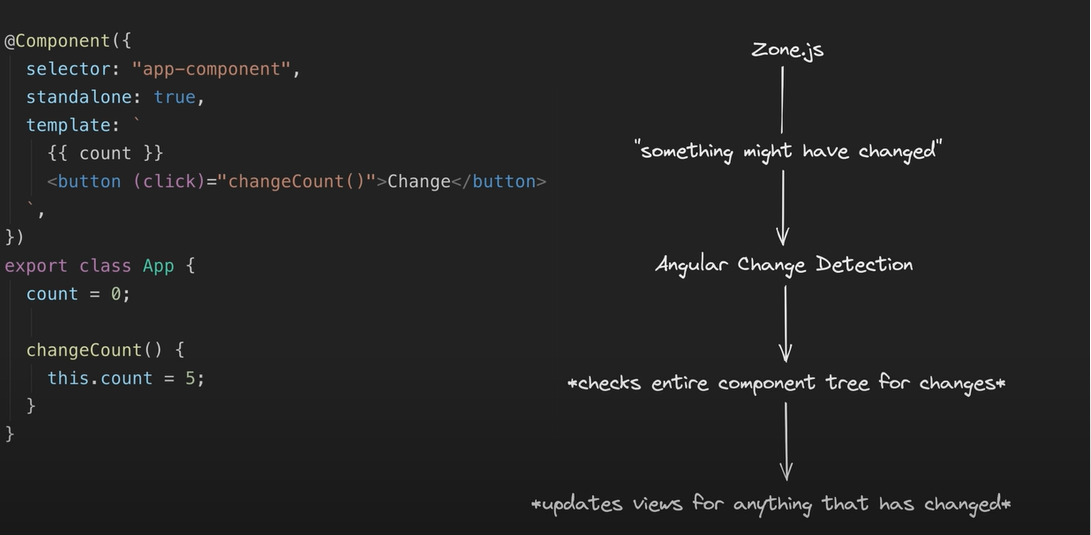 @Component({
selector: "app-component",
standalone: true,
template: `
{{ count }}
<button (click)="changeCount()">Change</button>
`,
})
export class App {
count = 0;
changeCount() {
this.count = 5;
}
}
Zone.js
"something might have changed"
Angular Change Detection
*checks entire component tree for changes*
*updates views for anything that has changed*